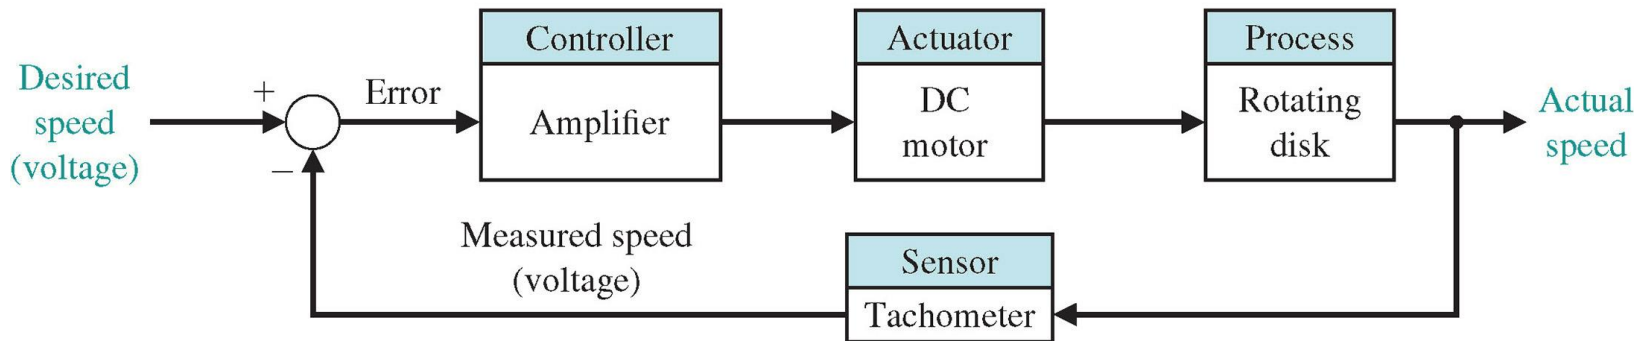 Desired
speed
(voltage)
+
−
Error
Controller
Amplifier
Actuator
DC
motor
Process
Rotating
disk
Actual
speed
Measured speed
(voltage)
Sensor
Tachometer